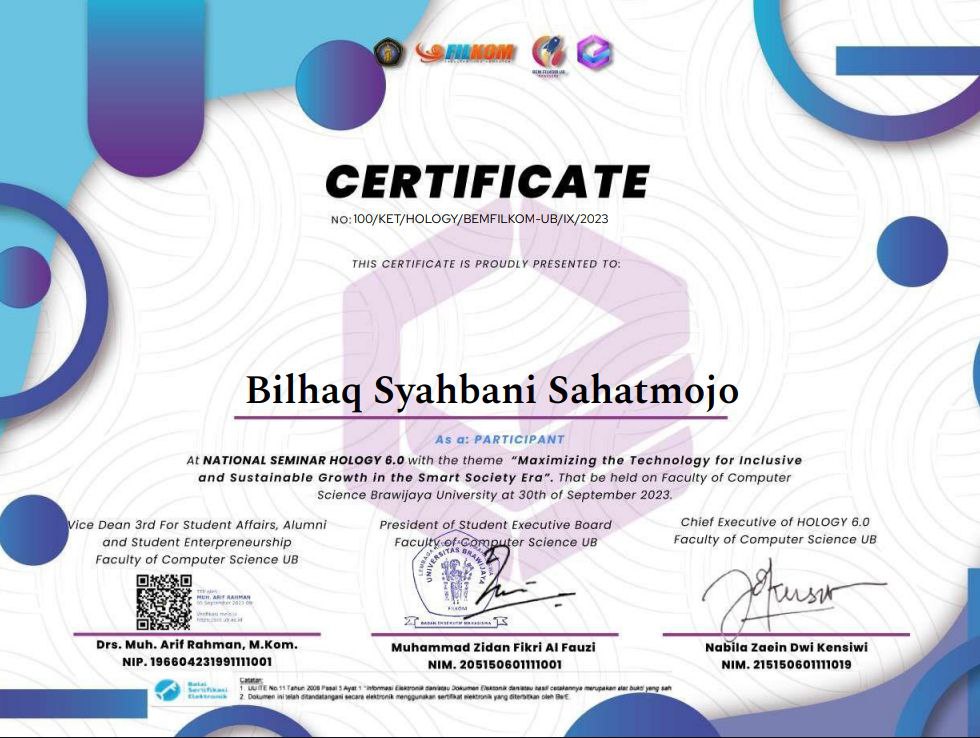 FILKOM
CERTIFICATE
NO: 100/KET/HOLOGY/BEMFILKOM-UB/IX/2023
THIS CERTIFICATE IS PROUDLY PRESENTED TO:
Bilhaq Syahbani Sahatmojo
As a: PARTICIPANT
At NATIONAL SEMINAR HOLOGY 6.0 with the theme "Maximizing the Technology for Inclusive
and Sustainable Growth in the Smart Society Era". That be held on Faculty of Computer
Science Brawijaya University at 30th of September 2023.
Vice Dean 3rd For Student Affairs, Alumni
and Student Enterpreneurship
Faculty of Computer Science UB
MUH. ARIF RAHMAN
Drs. Muh. Arif Rahman, M.Kom.
NIP. 196604231991111001
President of Student Executive Board
Faculty of Computer Science UB
UNIVERSITAS BRAWIJAYA
FILKOM
BADAN EKSEKUTIF MAHASISWA
Muhammad Zidan Fikri Al Fauzi
NIM. 205150601111001
Chief Executive of HOLOGY 6.0
Faculty of Computer Science UB
Nabila Zaein Dwi Kensiwi
NIM. 215150601111019
Balai
Sertifikasi
Elektronik
Catatan:
1. UU ITE No.11 Tahun 2008 Pasal 5 Ayat 1 "Informasi Elektronik dan/atau Dokumen Elektonik dan/atau hasil cetakannya merupakan alat bukti yang sah
2. Dokumen ini telah ditandatangani secara elektronik menggunakan sertifikat elektronik yang diterbitkan oleh BsrE.